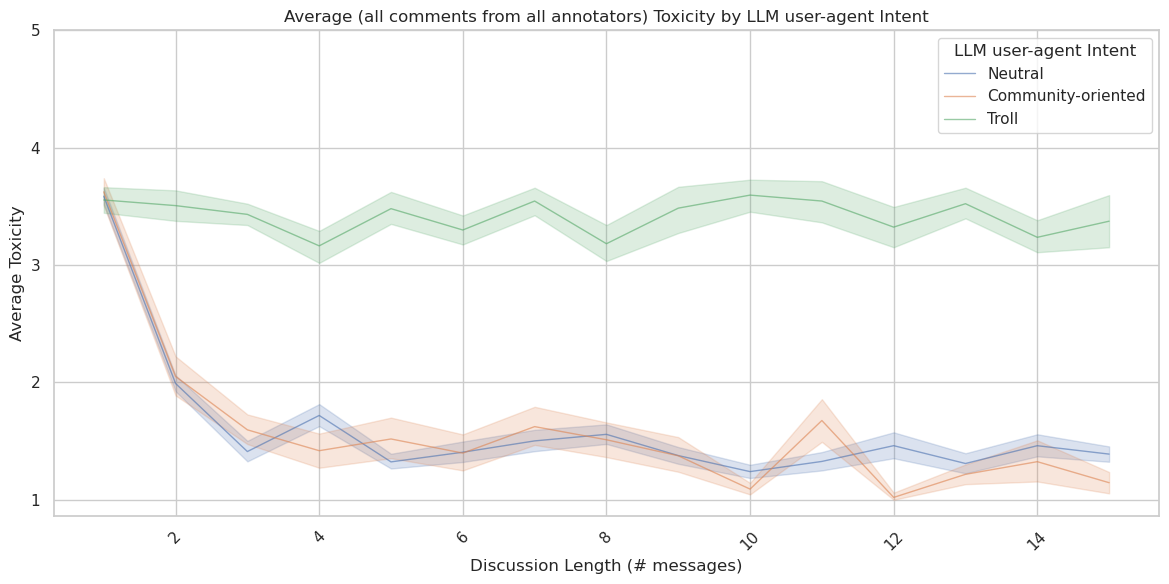 Average (all comments from all annotators) Toxicity by LLM user-agent Intent
LLM user-agent Intent
Neutral
Community-oriented
Troll
Average Toxicity
5
4
3
2
1
2
4
6
8
10
12
14
Discussion Length (# messages)